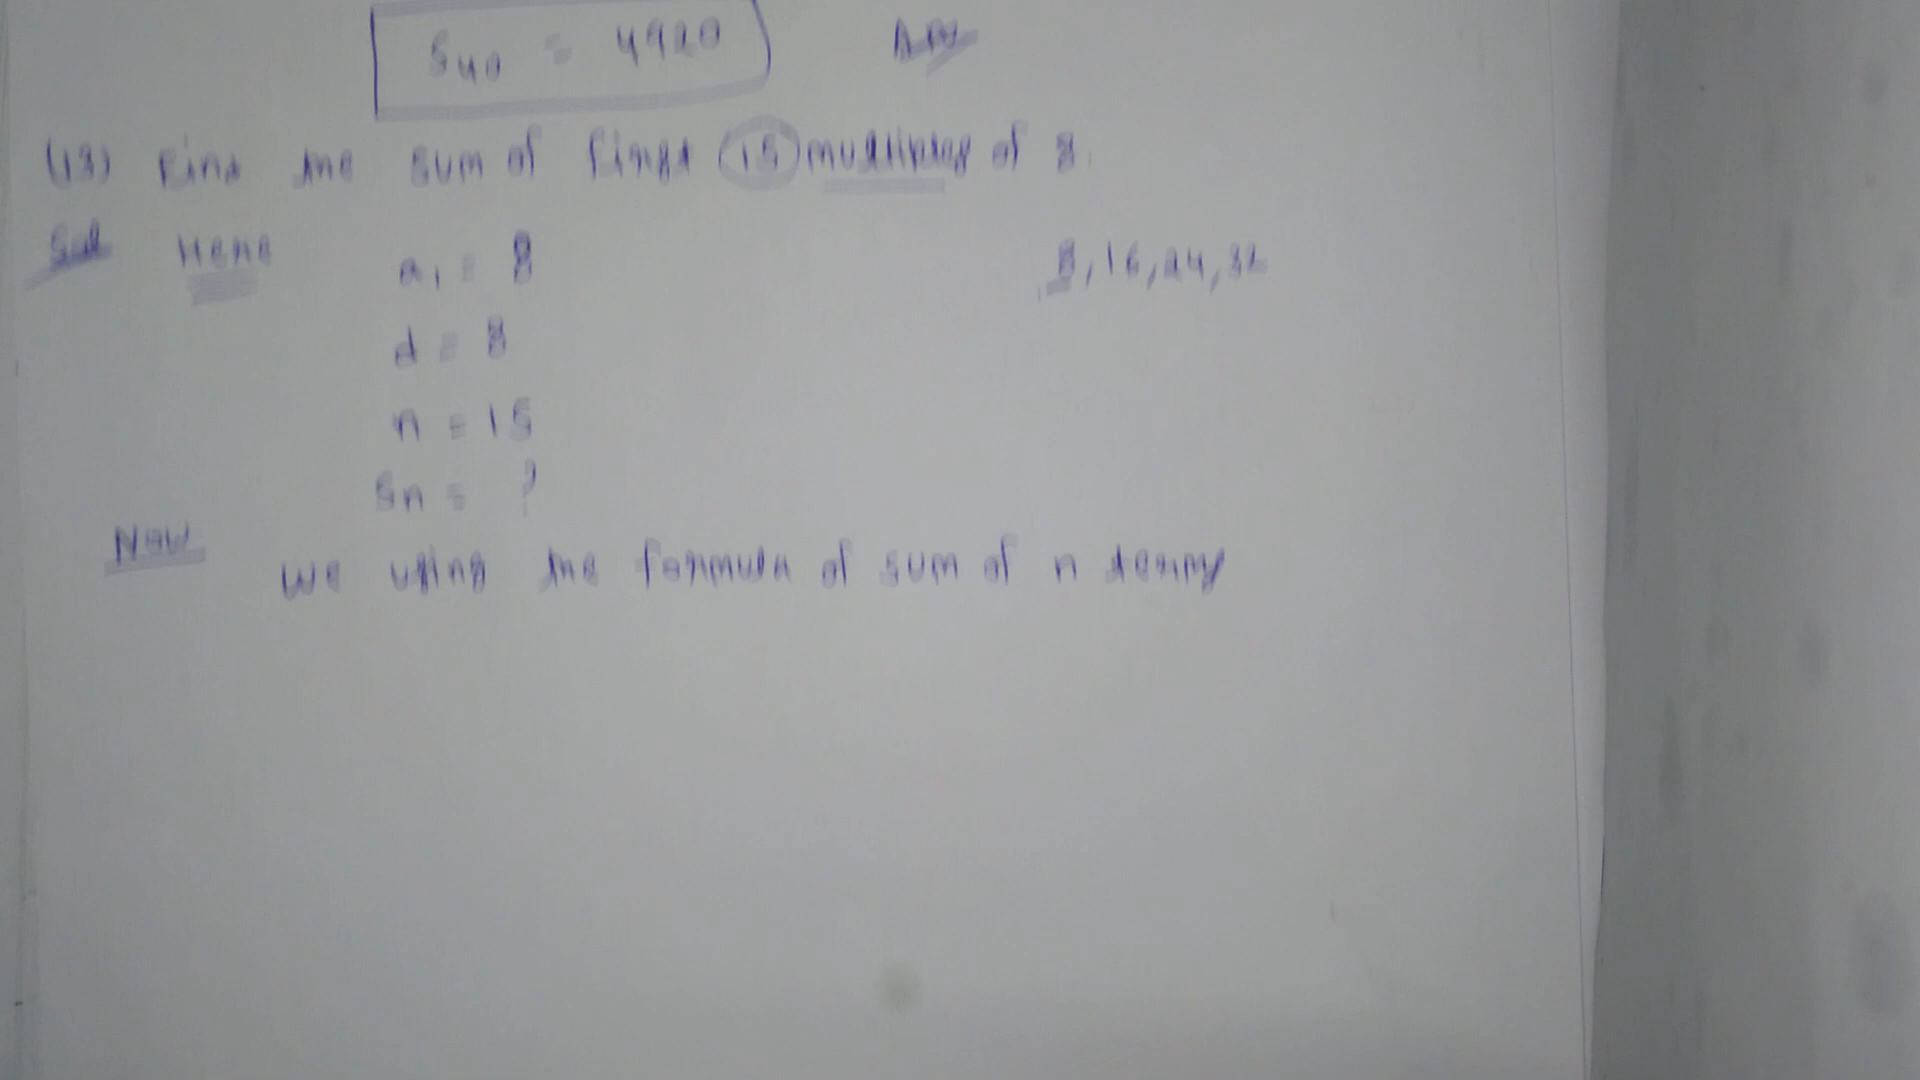 S40 = 4920 Ans
(13) Find the sum of first 15 multiples of 8.
Sol Here a1 = 8 8, 16, 24, 32
d = 8
n = 15
Sn = ?
Now
We using the formula of sum of n terms